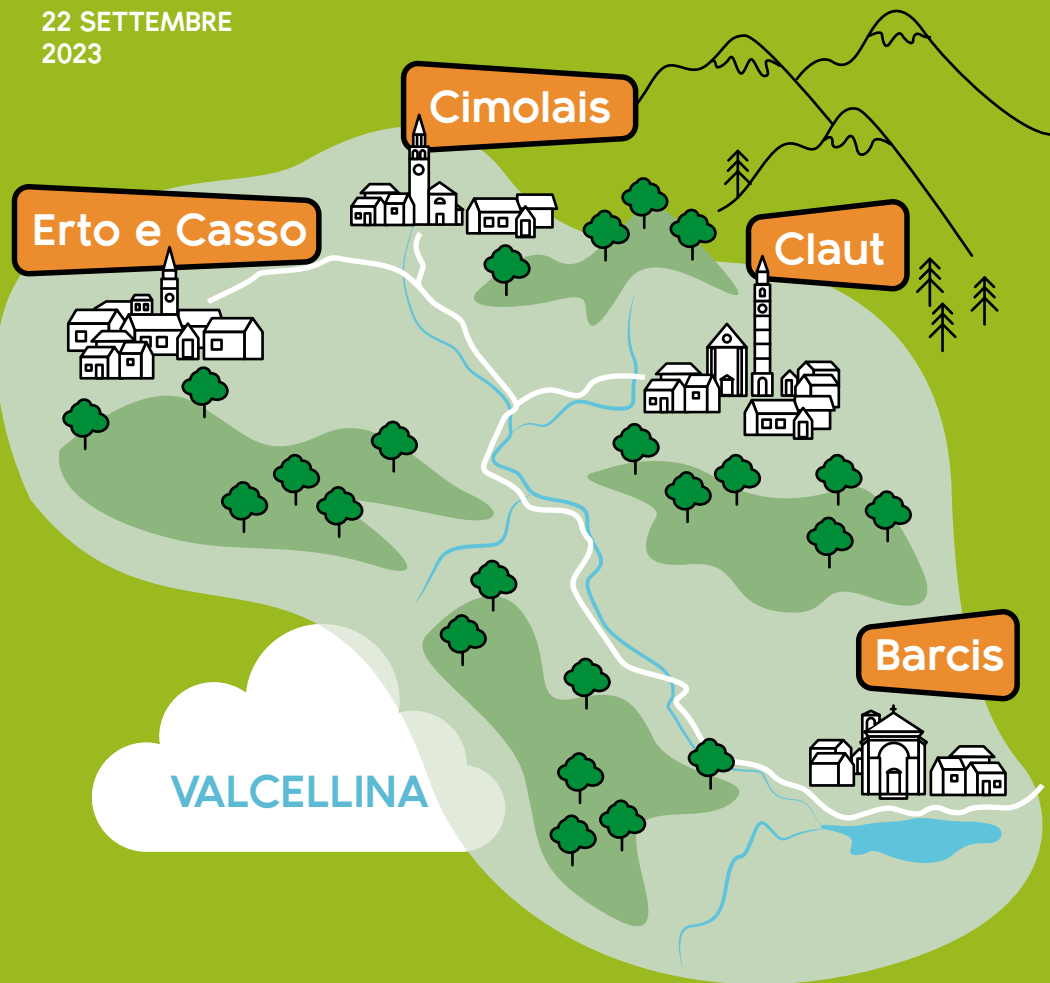 22 SETTEMBRE
2023
Cimolais
Erto e Casso
Claut
Barcis
VALCELLINA